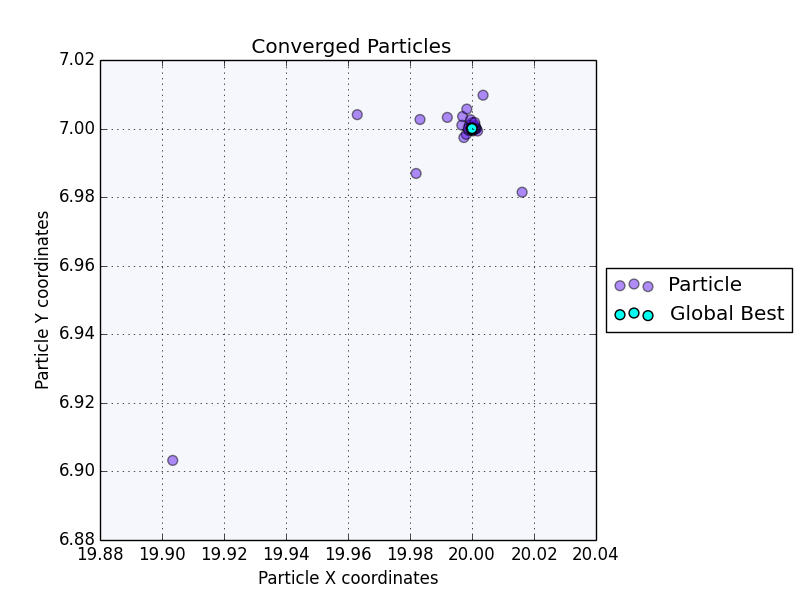 Converged Particles
7.02
7.00
6.98
6.96
6.94
6.92
6.90
6.88
Particle Y coordinates
19.88 19.90 19.92 19.94 19.96 19.98 20.00 20.02 20.04
Particle X coordinates
Particle
Global Best